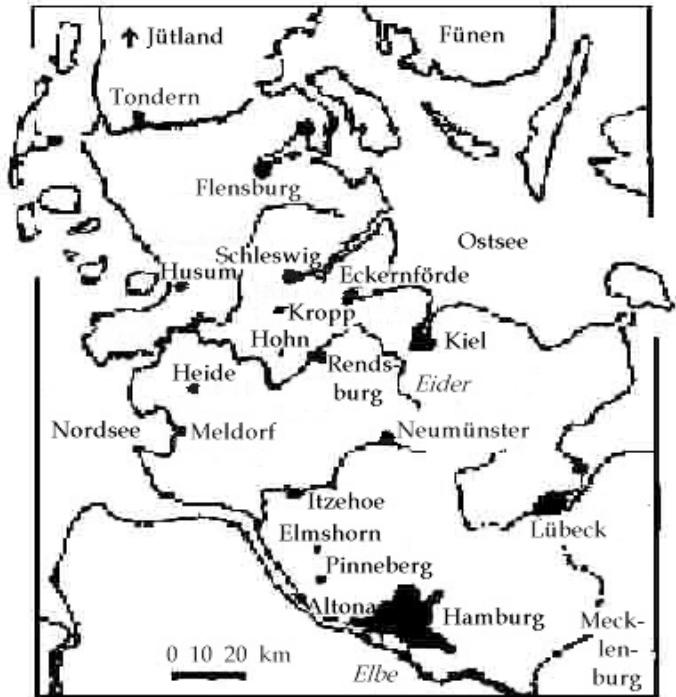 Jütland
Fünen
Tondern
Flensburg
Ostsee
Schleswig
Husum
Eckernförde
Kropp
Hohn
Kiel
Heide
Rends-
burg
Eider
Nordsee
Meldorf
Neumünster
Itzehoe
Lübeck
Elmshorn
Pinneberg
Altona
Hamburg
Meck-
len-
burg
0 10 20 km
Elbe